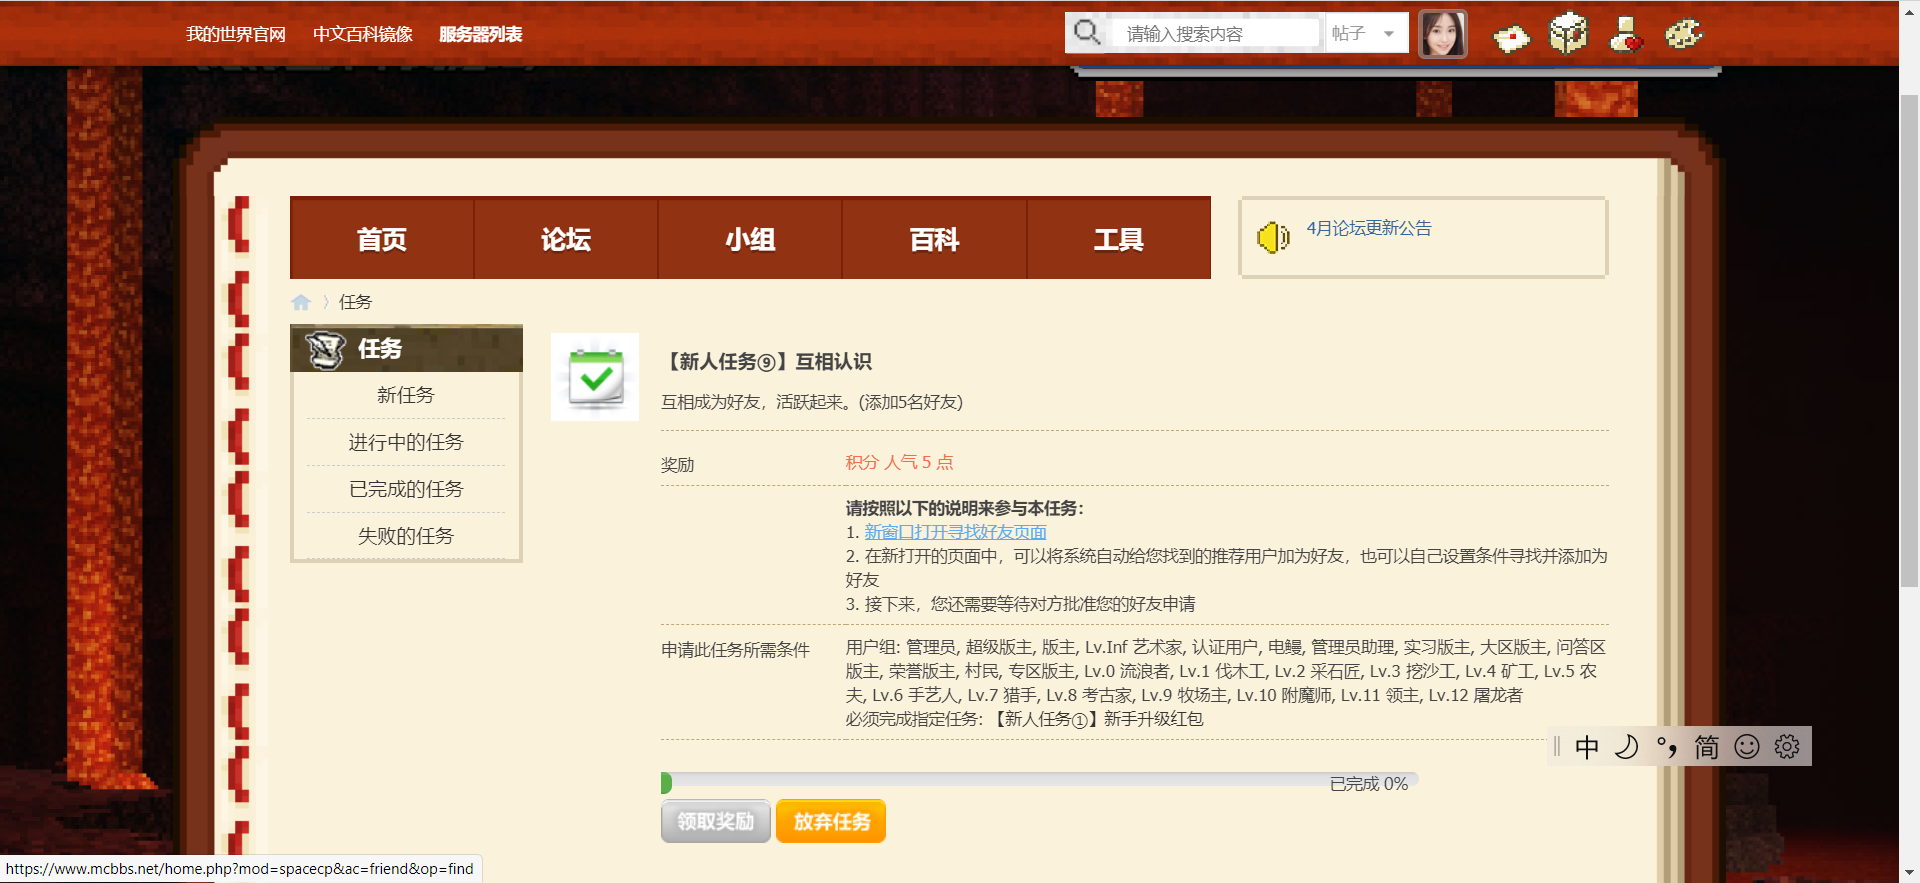 我的世界官网 中文百科镜像 服务器列表
请输入搜索内容 帖子
首页 论坛 小组 百科 工具
4月论坛更新公告
任务
任务
新任务
进行中的任务
已完成的任务
失败的任务
【新人任务⑨】互相认识
互相成为好友，活跃起来。(添加5名好友)
奖励 积分 人气 5 点
请按照以下的说明来参与本任务：
1. 新窗口打开寻找好友页面
2. 在新打开的页面中，可以将系统自动给您找到的推荐用户加为好友，也可以自己设置条件寻找并添加为
好友
3. 接下来，您还需要等待对方批准您的好友申请
申请此任务所需条件 用户组: 管理员, 超级版主, 版主, Lv.Inf 艺术家, 认证用户, 电鳗, 管理员助理, 实习版主, 大区版主, 问答区
版主, 荣誉版主, 村民, 专区版主, Lv.0 流浪者, Lv.1 伐木工, Lv.2 采石匠, Lv.3 挖沙工, Lv.4 矿工, Lv.5 农
夫, Lv.6 手艺人, Lv.7 猎手, Lv.8 考古家, Lv.9 牧场主, Lv.10 附魔师, Lv.11 领主, Lv.12 屠龙者
必须完成指定任务: 【新人任务①】新手升级红包
中 °, 简
已完成 0%
领取奖励 放弃任务
https://www.mcbbs.net/home.php?mod=spacecp&ac=friend&op=find